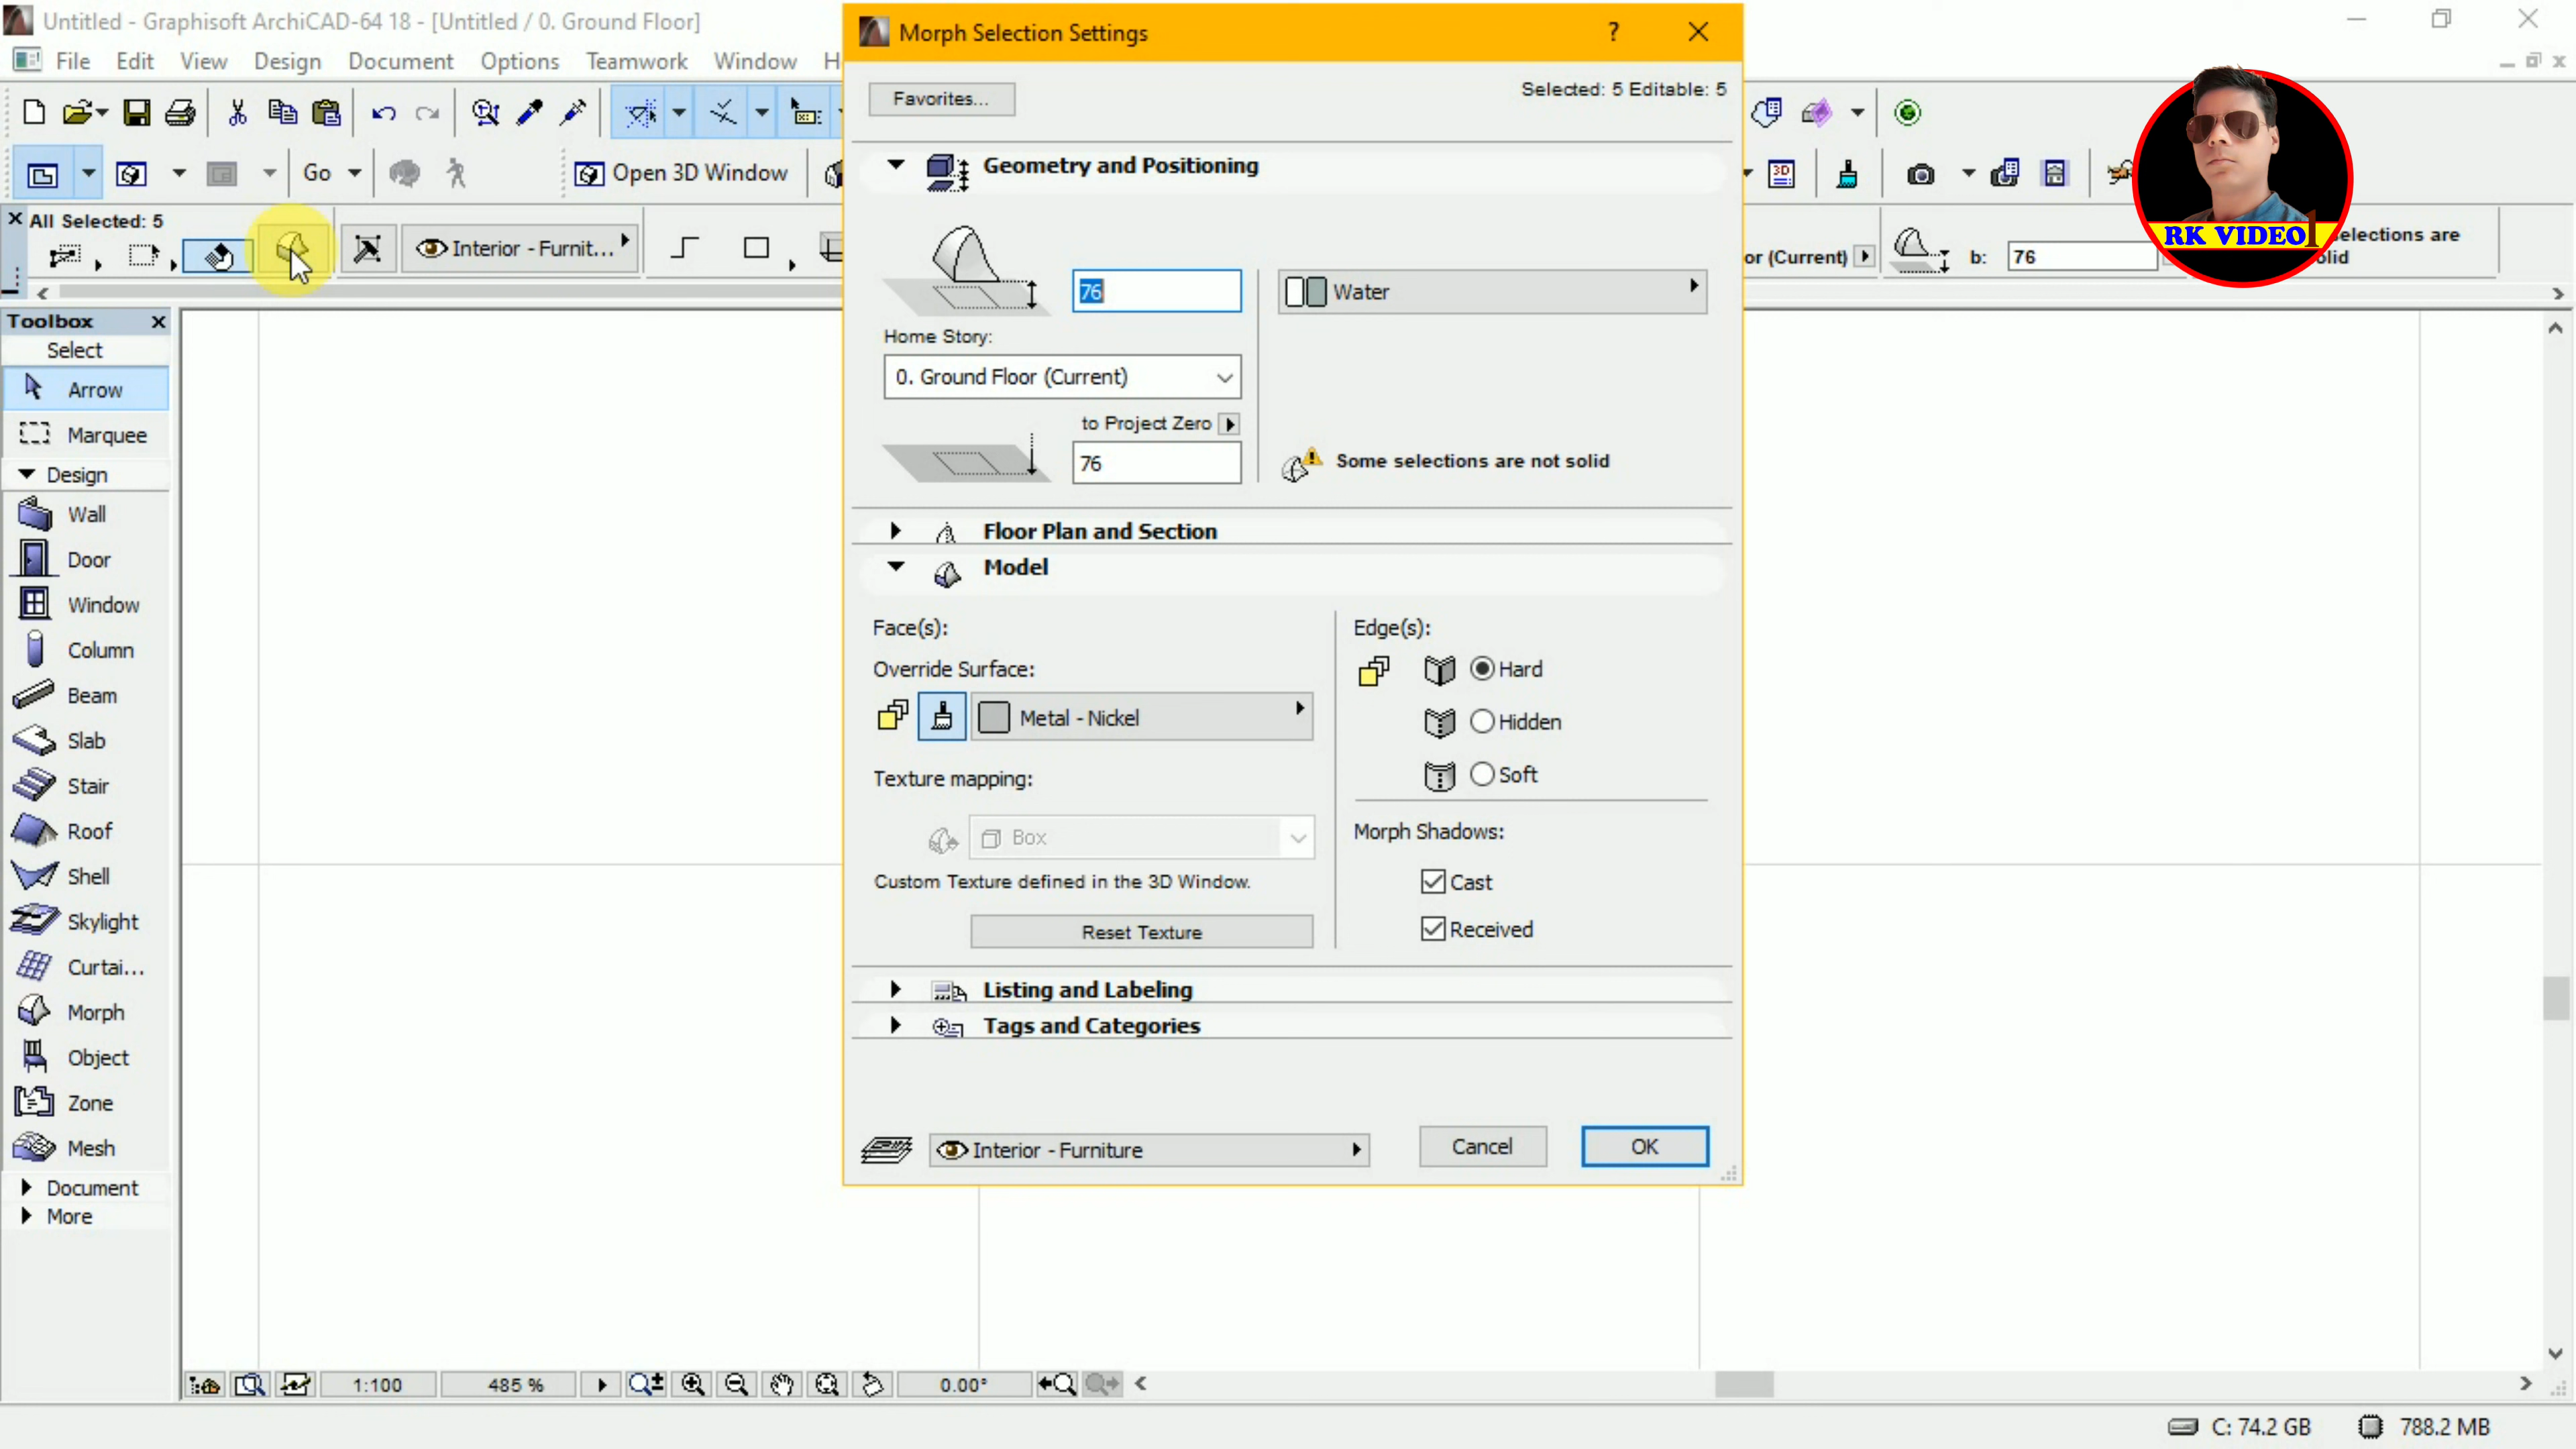 Untitled - Graphisoft ArchiCAD-64 18 - [Untitled / 0. Ground Floor]
File Edit View Design Document Options Teamwork Window H
Go Open 3D Window
All Selected: 5
Interior - Furnit...
or (Current)
b: 76
elections are
olid
RK VIDEO1
Toolbox
Select
Arrow
Marquee
Design
Wall
Door
Window
Column
Beam
Slab
Stair
Roof
Shell
Skylight
Curtai...
Morph
Object
Zone
Mesh
Document
More
Morph Selection Settings
?
Favorites...
Selected: 5 Editable: 5
Geometry and Positioning
76
Water
Home Story:
0. Ground Floor (Current)
to Project Zero
76
Some selections are not solid
Floor Plan and Section
Model
Face(s):
Override Surface:
Metal - Nickel
Texture mapping:
Box
Custom Texture defined in the 3D Window.
Reset Texture
Edge(s):
Hard
Hidden
Soft
Morph Shadows:
Cast
Received
Listing and Labeling
Tags and Categories
Interior - Furniture
Cancel
OK
1:100
485 %
0.00°
C: 74.2 GB
788.2 MB